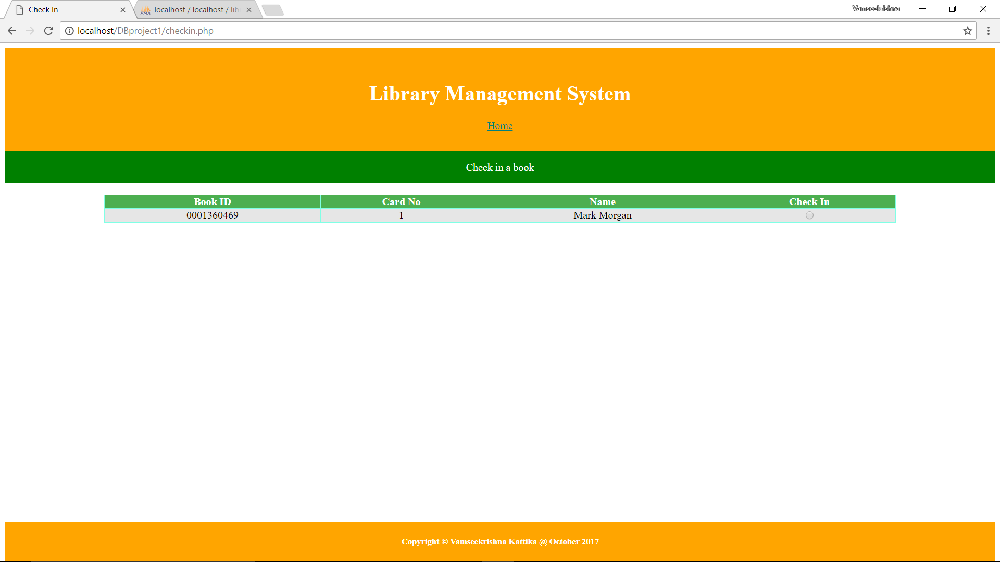 Check In
PMA localhost / localhost / lib
Vamseekrishna
localhost/DBproject1/checkin.php
Library Management System
Home
Check in a book
Book ID Card No Name Check In
0001360469 1 Mark Morgan
Copyright © Vamseekrishna Kattika @ October 2017